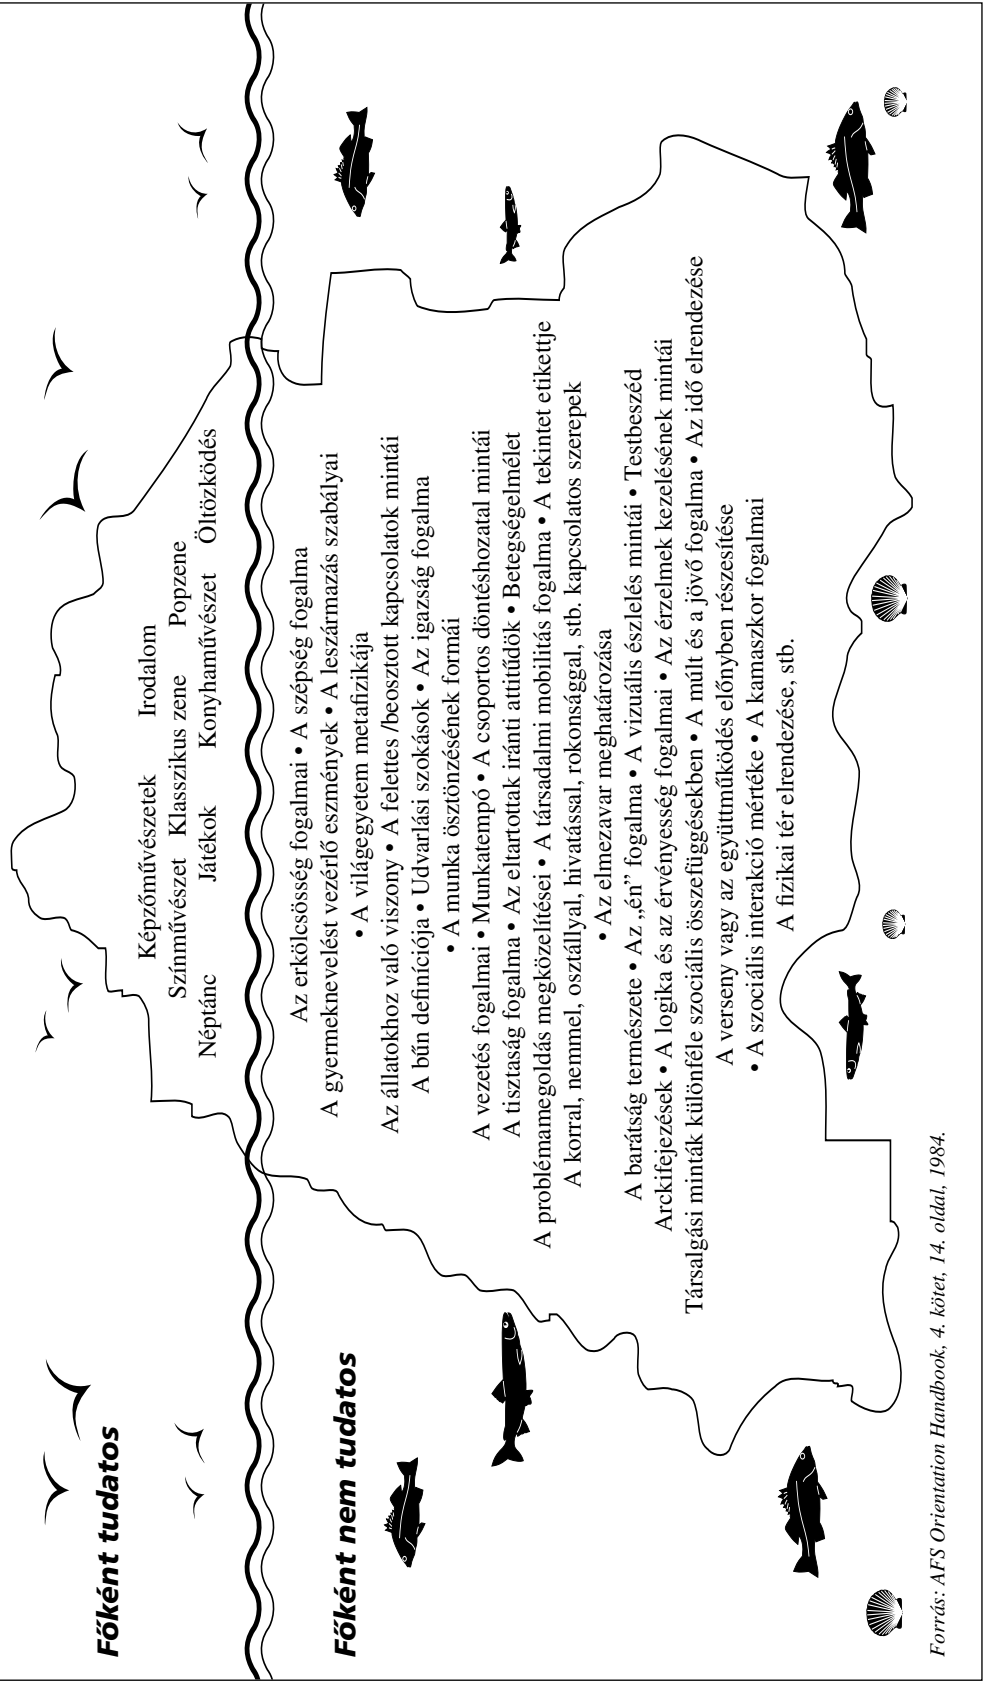 Főként tudatos
Képzőművészetek Irodalom
Színművészet Klasszikus zene Popzene
Néptánc Játékok Konyhaművészet Öltözködés
Főként nem tudatos
Az erkölcsösség fogalmai • A szépség fogalma
A gyermeknevelést vezérlő eszmények • A leszármazás szabályai
• A világegyetem metafizikája
Az állatokhoz való viszony • A felettes /beosztott kapcsolatok mintái
A bűn definíciója • Udvarlási szokások • Az igazság fogalma
• A munka ösztönzésének formái
A vezetés fogalmai • Munkatempó • A csoportos döntéshozatal mintái
A tisztaság fogalma • Az eltartottak iránti attitűdök • Betegségelmélet
A problémamegoldás megközelítései • A társadalmi mobilitás fogalma • A tekintet etikettje
A korral, nemmel, osztállyal, hivatással, rokonsággal, stb. kapcsolatos szerepek
• Az elmezavar meghatározása
A barátság természete • Az „én” fogalma • A vizuális észlelés mintái • Testbeszéd
Arckifejezések • A logika és az érvényesség fogalmai • Az érzelmek kezelésének mintái
Társalgási minták különféle szociális összefüggésekben • A múlt és a jövő fogalma • Az idő elrendezése
A verseny vagy az együttműködés előnyben részesítése
• A szociális interakció mértéke • A kamaszkor fogalmai
A fizikai tér elrendezése, stb.
Forrás: AFS Orientation Handbook, 4. kötet, 14. oldal, 1984.